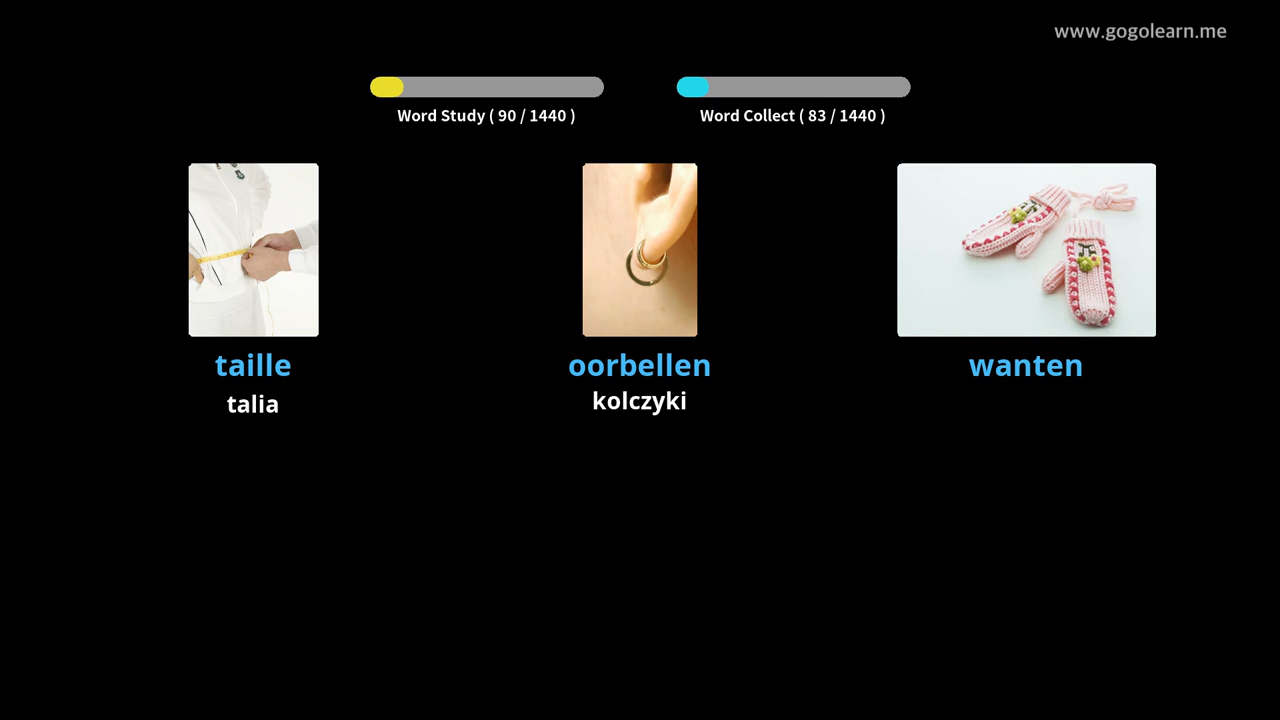 www.gogolearn.me
Word Study ( 90 / 1440 )
Word Collect ( 83 / 1440 )
taille
talia
oorbellen
kolczyki
wanten